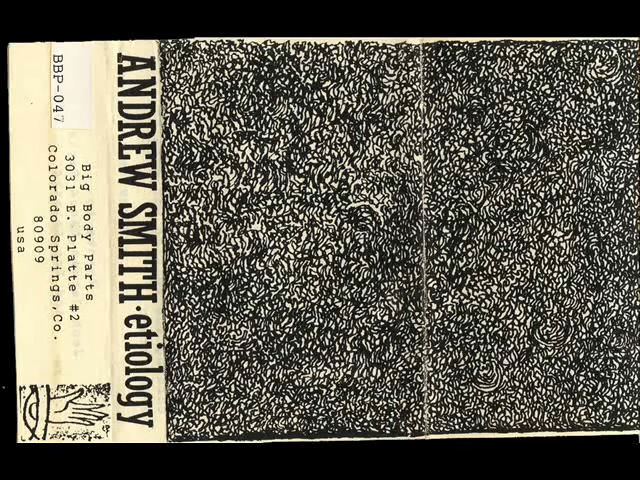 BBP-047
Big Body Parts
3031 E. Platte #2
Colorado Springs,Co.
80909
usa
ANDREW SMITH·etiology